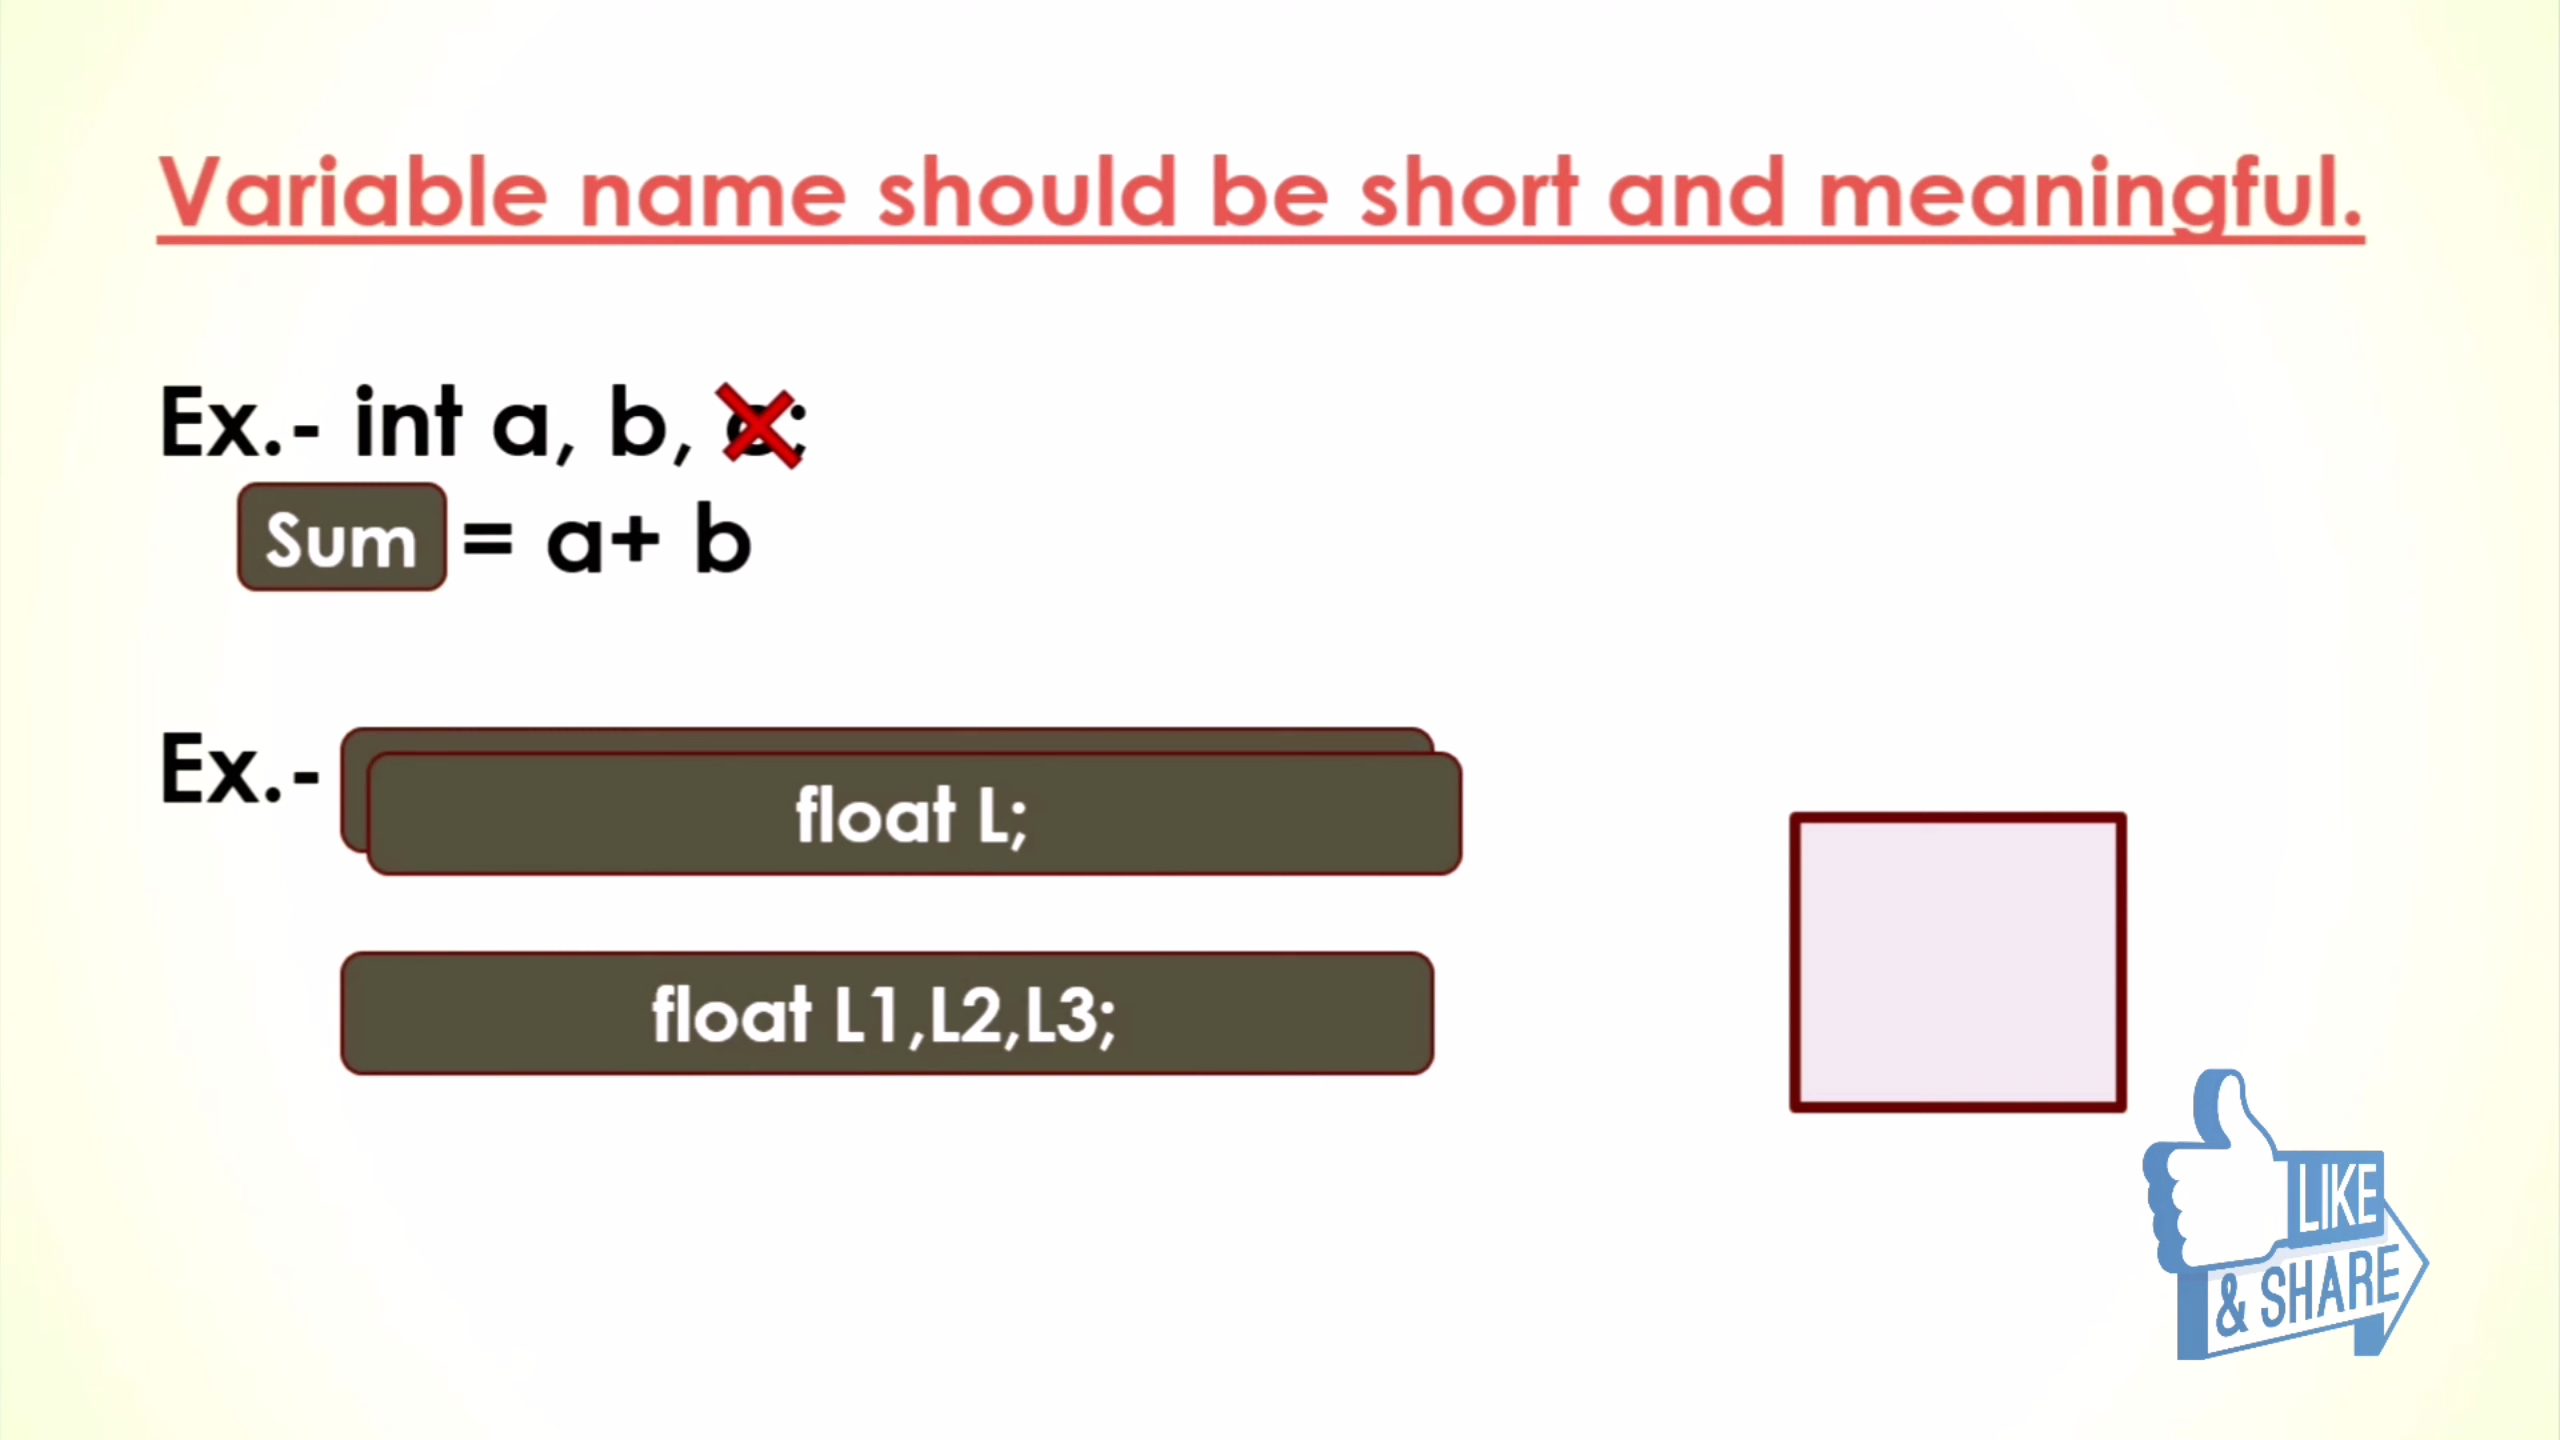 Variable name should be short and meaningful.
Ex.- int a, b, c;
Sum = a+ b
Ex.- float L;
float L1,L2,L3;
LIKE
& SHARE